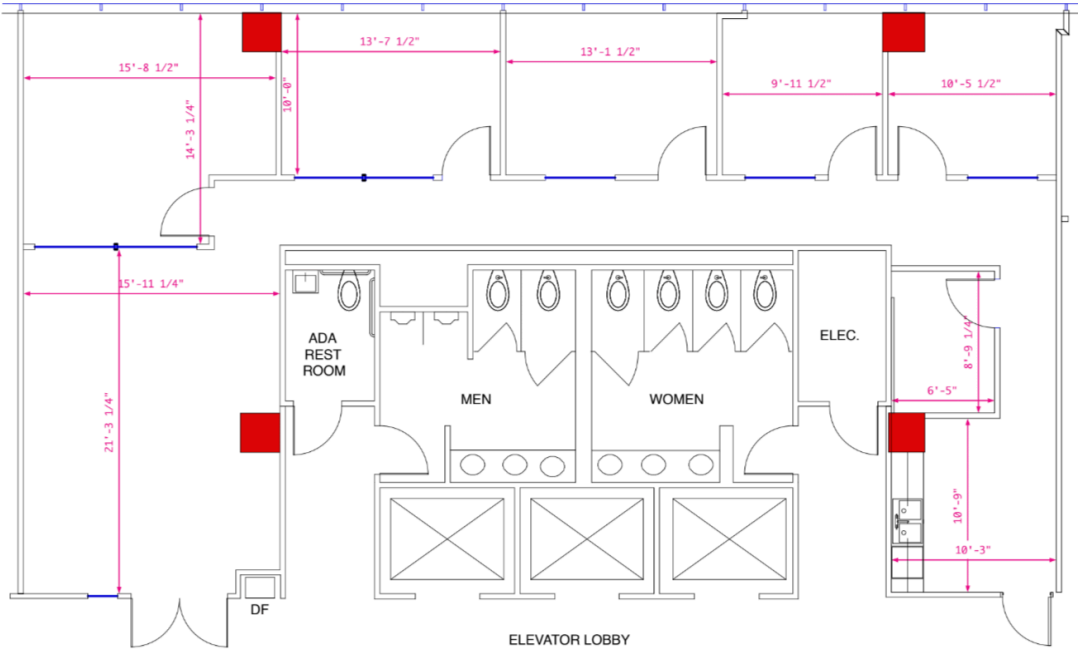 13'-7 1/2"
13'-1 1/2"
15'-8 1/2"
9'-11 1/2"
10'-5 1/2"
10'-0"
14'-3 1/4"
15'-11 1/4"
ADA
REST
ROOM
ELEC.
8'-9 1/4"
6'-5"
MEN
WOMEN
21'-3 1/4"
10'-9"
10'-3"
DF
ELEVATOR LOBBY